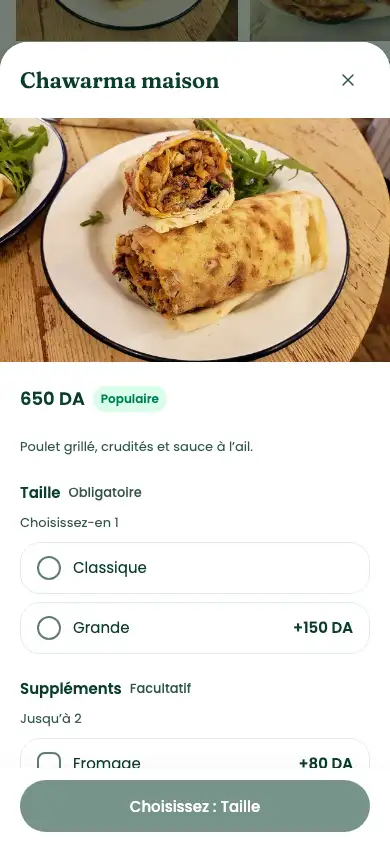 Chawarma maison
650 DA Populaire
Poulet grillé, crudités et sauce à l’ail.
Taille Obligatoire
Choisissez-en 1
Classique
Grande +150 DA
Suppléments Facultatif
Jusqu’à 2
Fromage +80 DA
Choisissez : Taille